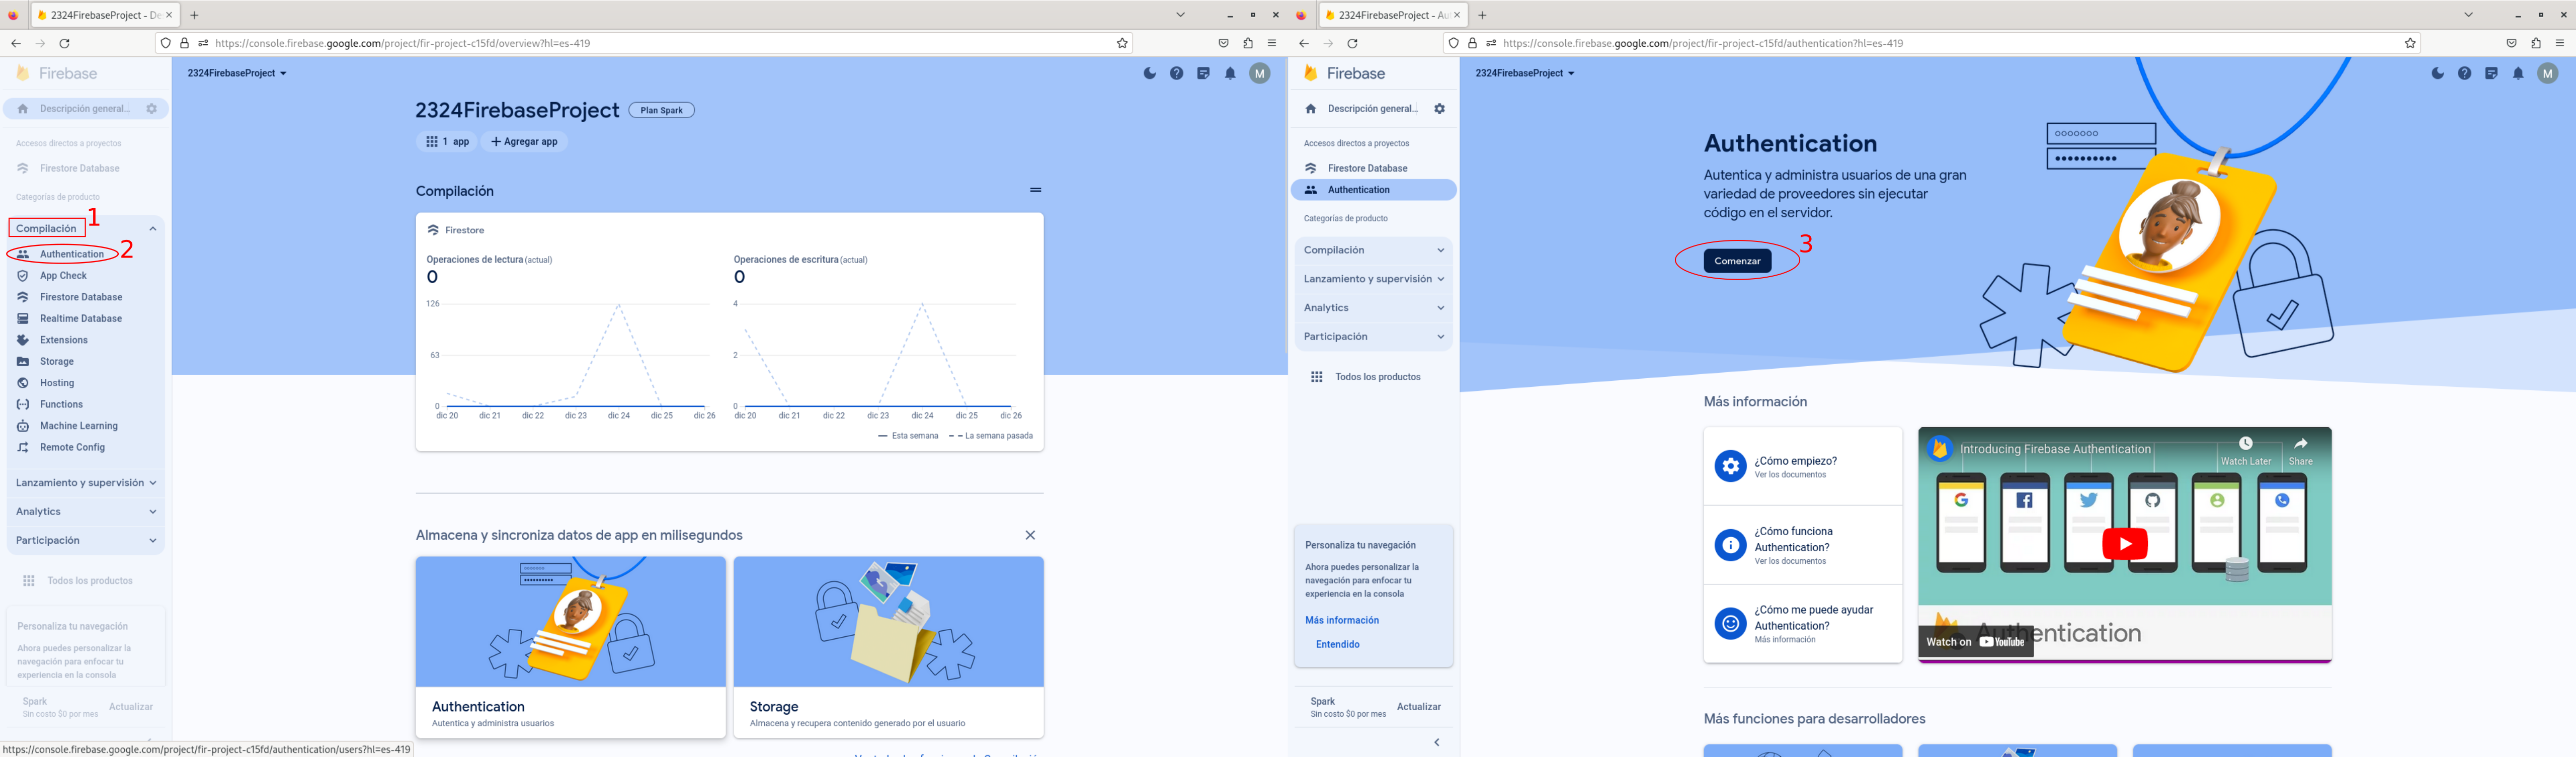 2324FirebaseProject - De
https://console.firebase.google.com/project/fir-project-c15fd/overview?hl=es-419
Firebase
Descripción general...
Accesos directos a proyectos
Firestore Database
Categorías de producto
Compilación
1
Authentication
2
App Check
Firestore Database
Realtime Database
Extensions
Storage
Hosting
Functions
Machine Learning
Remote Config
Lanzamiento y supervisión
Analytics
Participación
Todos los productos
Personaliza tu navegación
Ahora puedes personalizar la
navegación para enfocar tu
experiencia en la consola
Spark
Sin costo $0 por mes
Actualizar
https://console.firebase.google.com/project/fir-project-c15fd/authentication/users?hl=es-419
2324FirebaseProject
M
2324FirebaseProject
Plan Spark
1 app
Agregar app
Compilación
Firestore
Operaciones de lectura (actual)
0
126
63
0
dic 20 dic 21 dic 22 dic 23 dic 24 dic 25 dic 26
Operaciones de escritura (actual)
0
4
2
0
dic 20 dic 21 dic 22 dic 23 dic 24 dic 25 dic 26
Esta semana
La semana pasada
Almacena y sincroniza datos de app en milisegundos
Authentication
Autentica y administra usuarios
Storage
Almacena y recupera contenido generado por el usuario
2324FirebaseProject - Au
https://console.firebase.google.com/project/fir-project-c15fd/authentication?hl=es-419
Firebase
Descripción general...
Accesos directos a proyectos
Firestore Database
Authentication
Categorías de producto
Compilación
Lanzamiento y supervisión
Analytics
Participación
Todos los productos
Personaliza tu navegación
Ahora puedes personalizar la
navegación para enfocar tu
experiencia en la consola
Más información
Entendido
Spark
Sin costo $0 por mes
Actualizar
2324FirebaseProject
M
Authentication
Autentica y administra usuarios de una gran
variedad de proveedores sin ejecutar
código en el servidor.
Comenzar
3
Más información
¿Cómo empiezo?
Ver los documentos
¿Cómo funciona
Authentication?
Ver los documentos
¿Cómo me puede ayudar
Authentication?
Más información
Introducing Firebase Authentication
Watch Later
Share
Authentication
Watch on YouTube
Más funciones para desarrolladores